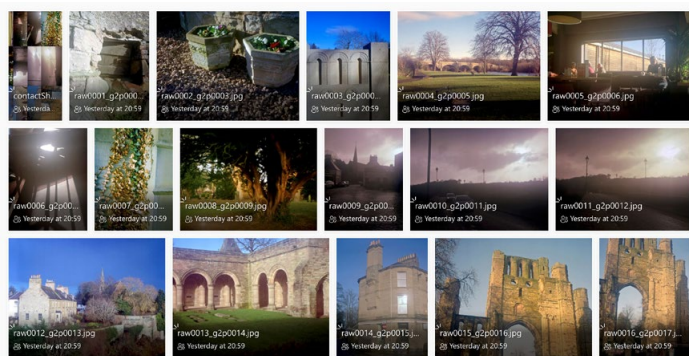 contactSh...
Yesterda
raw0001_g2p000...
Yesterday at 20:59
raw0002_g2p0003.jpg
Yesterday at 20:59
raw0003_g2p000...
Yesterday at 20:59
raw0004_g2p0005.jpg
Yesterday at 20:59
raw0005_g2p0006.jpg
Yesterday at 20:59
raw0006_g2p00...
Yesterday at 20:59
raw0007_g2p00...
Yesterday at 20:59
raw0008_g2p0009.jpg
Yesterday at 20:59
raw0009_g2p00...
Yesterday at 20:59
raw0010_g2p0011.jpg
Yesterday at 20:59
raw0011_g2p0012.jpg
Yesterday at 20:59
raw0012_g2p0013.jpg
Yesterday at 20:59
raw0013_g2p0014.jpg
Yesterday at 20:59
raw0014_g2p0015.j...
Yesterday at 20:59
raw0015_g2p0016.jpg
Yesterday at 20:59
raw0016_g2p0017.j...
Yesterday at 20:59